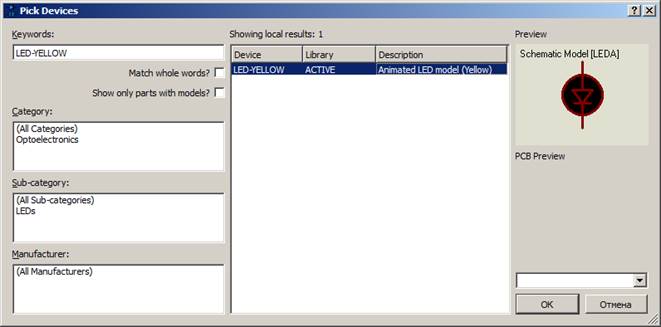 Pick Devices
Keywords:
LED-YELLOW
Match whole words?
Show only parts with models?
Category:
(All Categories)
Optoelectronics
Sub-category:
(All Sub-categories)
LEDs
Manufacturer:
(All Manufacturers)
Showing local results: 1
Device Library Description
LED-YELLOW ACTIVE Animated LED model (Yellow)
Preview
Schematic Model [LEDA]
PCB Preview
OK Отмена